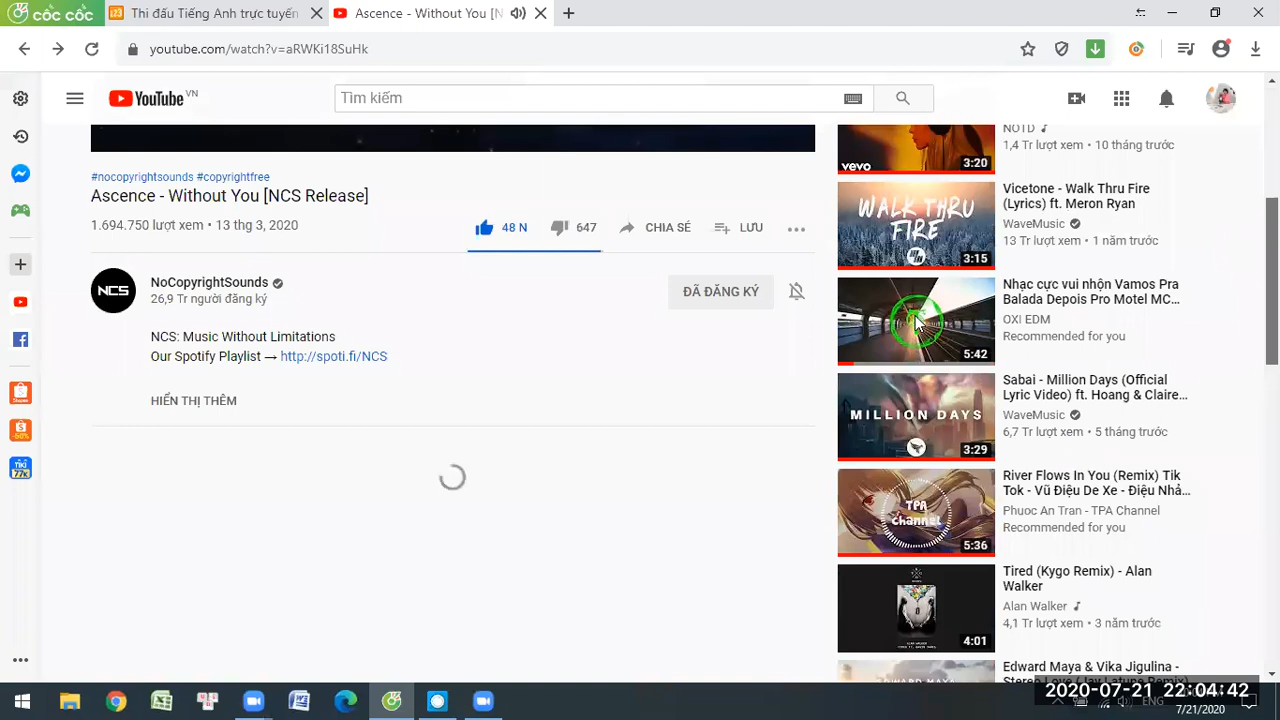 cốc cốc
Thi đấu Tiếng Anh trực tuyến
Ascence - Without You [N
youtube.com/watch?v=aRWKi18SuHk
YouTube VN
Tìm kiếm
#nocopyrightsounds #copyrightfree
Ascence - Without You [NCS Release]
1.694.750 lượt xem • 13 thg 3, 2020
48 N
647
CHIA SẺ
LƯU
NCS
NoCopyrightSounds
26,9 Tr người đăng ký
ĐÃ ĐĂNG KÝ
NCS: Music Without Limitations
Our Spotify Playlist → http://spoti.fi/NCS
HIỂN THỊ THÊM
vevo
3:20
NOTD
1,4 Tr lượt xem • 10 tháng trước
WALK THRU
FIRE
3:15
Vicetone - Walk Thru Fire
(Lyrics) ft. Meron Ryan
WaveMusic
13 Tr lượt xem • 1 năm trước
5:42
Nhạc cực vui nhộn Vamos Pra
Balada Depois Pro Motel MC...
OXI EDM
Recommended for you
MILLION DAYS
3:29
Sabai - Million Days (Official
Lyric Video) ft. Hoang & Claire...
WaveMusic
6,7 Tr lượt xem • 5 tháng trước
TPA
Channel
5:36
River Flows In You (Remix) Tik
Tok - Vũ Điệu De Xe - Điệu Nhả...
Phuoc An Tran - TPA Channel
Recommended for you
4:01
Tired (Kygo Remix) - Alan
Walker
Alan Walker
4,1 Tr lượt xem • 3 năm trước
Edward Maya & Vika Jigulina -
Stereo Love (Jay Latune Remix)
Shopee
-50%
TIKI
ENG
2020-07-21 22:04:42
7/21/2020